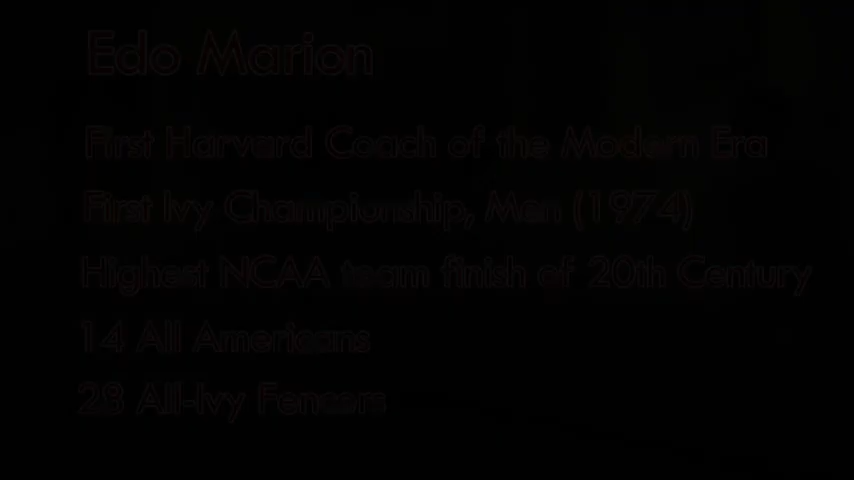 Edo Marion
First Harvard Coach of the Modern Era
First Ivy Championship, Men (1974)
Highest NCAA team finish of 20th Century
14 All Americans
28 All-Ivy Fencers